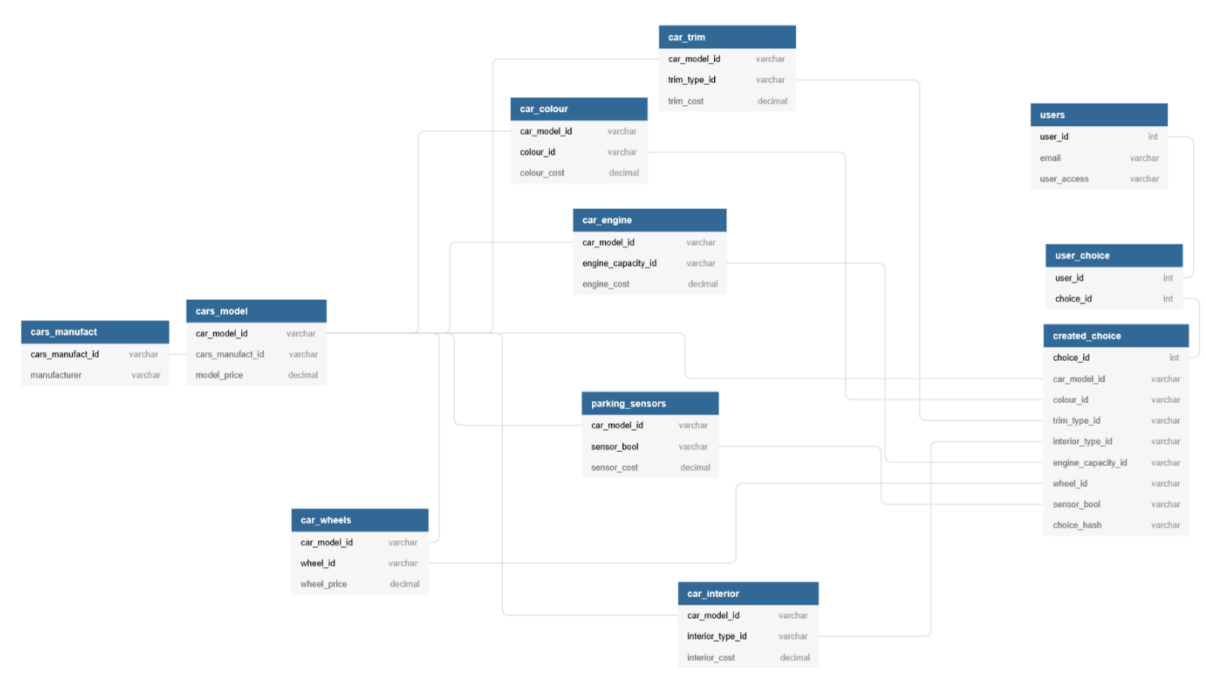 car_trim
car_model_id varchar
trim_type_id varchar
trim_cost decimal
car_colour
car_model_id varchar
colour_id varchar
colour_cost decimal
users
user_id int
email varchar
user_access varchar
car_engine
car_model_id varchar
engine_capacity_id varchar
engine_cost decimal
user_choice
user_id int
choice_id int
cars_manufact
cars_manufact_id varchar
manufacturer varchar
cars_model
car_model_id varchar
cars_manufact_id varchar
model_price decimal
created_choice
choice_id int
car_model_id varchar
colour_id varchar
trim_type_id varchar
interior_type_id varchar
engine_capacity_id varchar
wheel_id varchar
sensor_bool varchar
choice_hash varchar
parking_sensors
car_model_id varchar
sensor_bool varchar
sensor_cost decimal
car_wheels
car_model_id varchar
wheel_id varchar
wheel_price decimal
car_interior
car_model_id varchar
interior_type_id varchar
interior_cost decimal